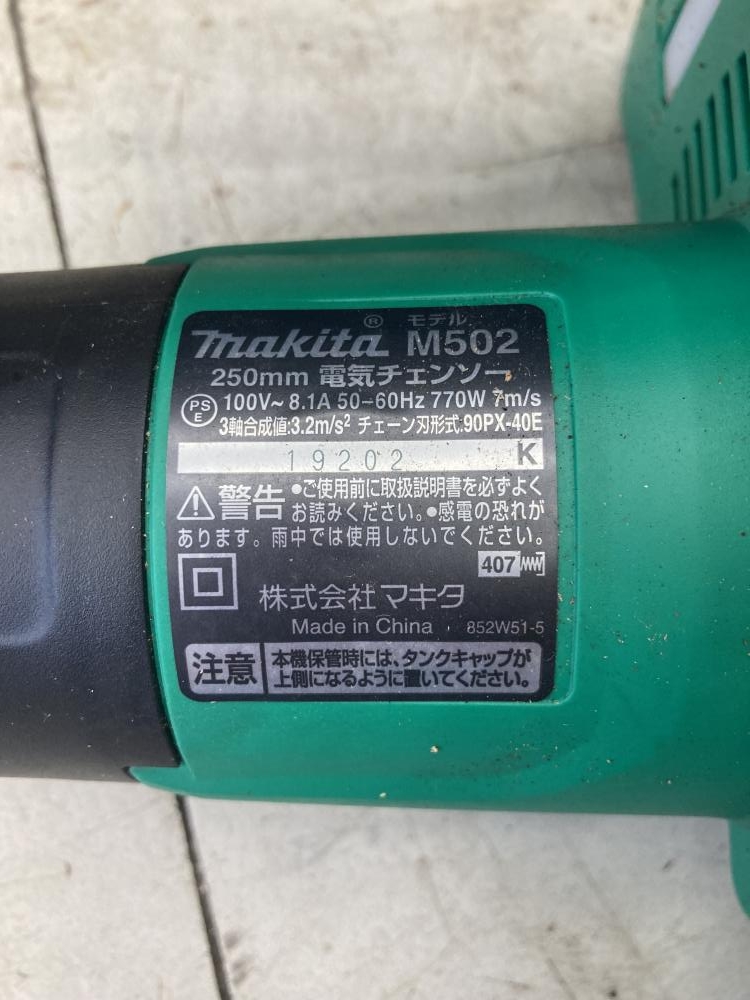 モデル
makita® M502
250mm 電気チェンソー
PSE 100V~ 8.1A 50-60Hz 770W 7m/s
3軸合成値:3.2m/s² チェーン刃形式:90PX-40E
19202 K
警告 •ご使用前に取扱説明書を必ずよく
お読みください。•感電の恐れが
あります。雨中では使用しないでください。
407
株式会社マキタ
Made in China 852W51-5
注意 本機保管時には、タンクキャップが
上側になるように置いてください。